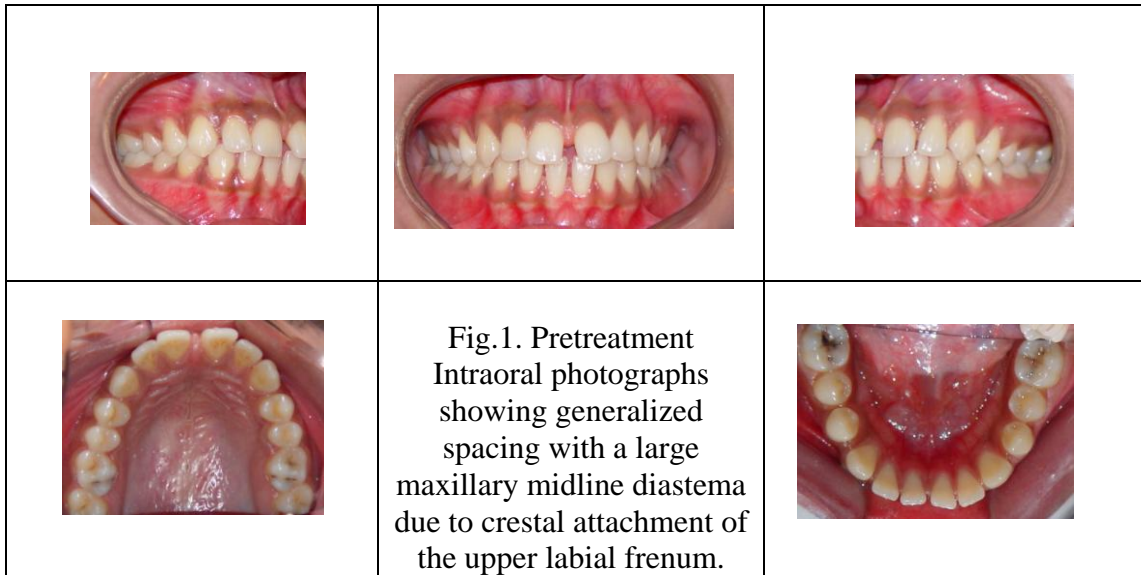 Fig.1. Pretreatment
Intraoral photographs
showing generalized
spacing with a large
maxillary midline diastema
due to crestal attachment of
the upper labial frenum.